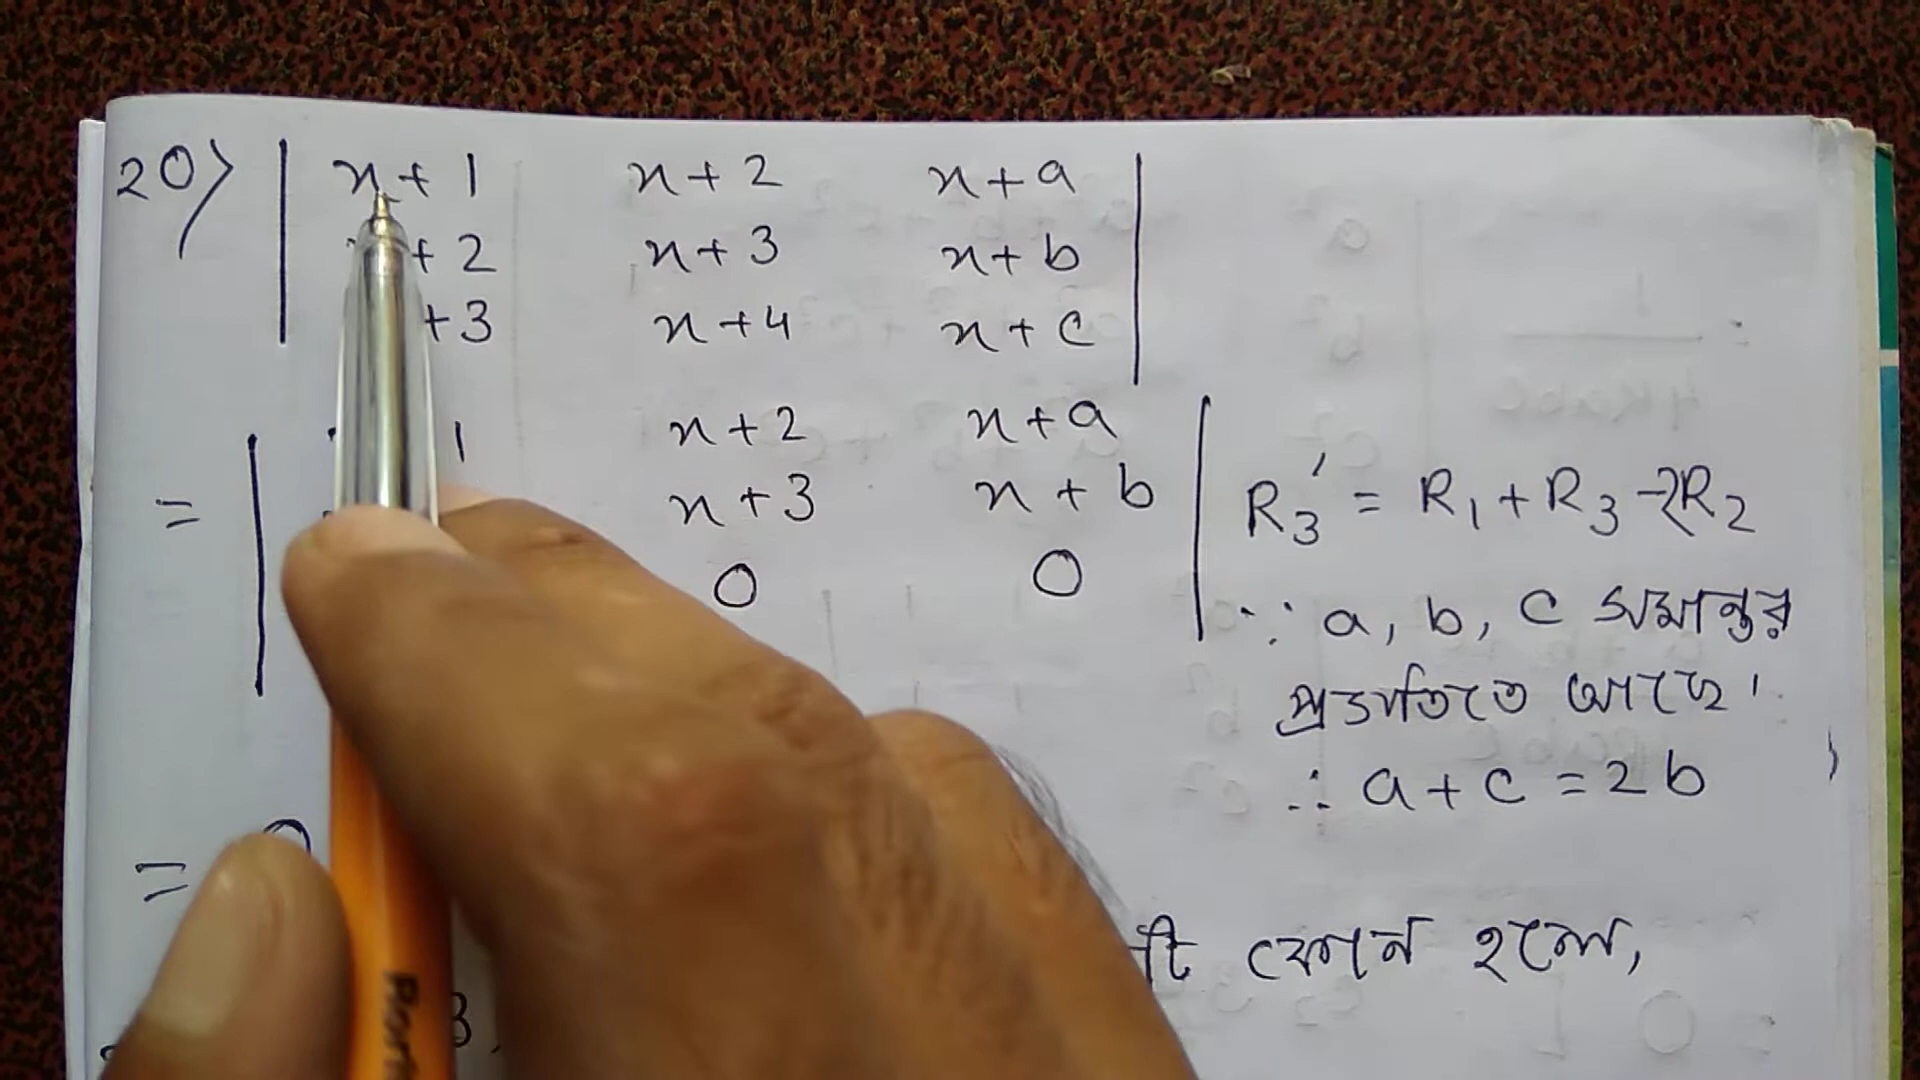 20) | x+1 x+2 x+a |
+2 x+3 x+b
+3 x+4 x+c
= | 1 x+2 x+a |
x+3 x+b R₃′ = R₁+R₃-2R₂
0 0 ∵ a, b, c সমান্তর
প্রগতিতে আছে।
∴ a+c = 2b
=
টি কোন হলে,
3,